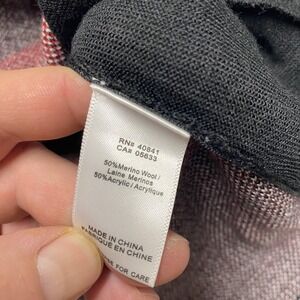 RN# 40841
CA# 05633
50%Merino Wool/
Laine Merinos
50%Acrylic/Acrylique
MADE IN CHINA
FABRIQUÉ EN CHINE
FOR CARE